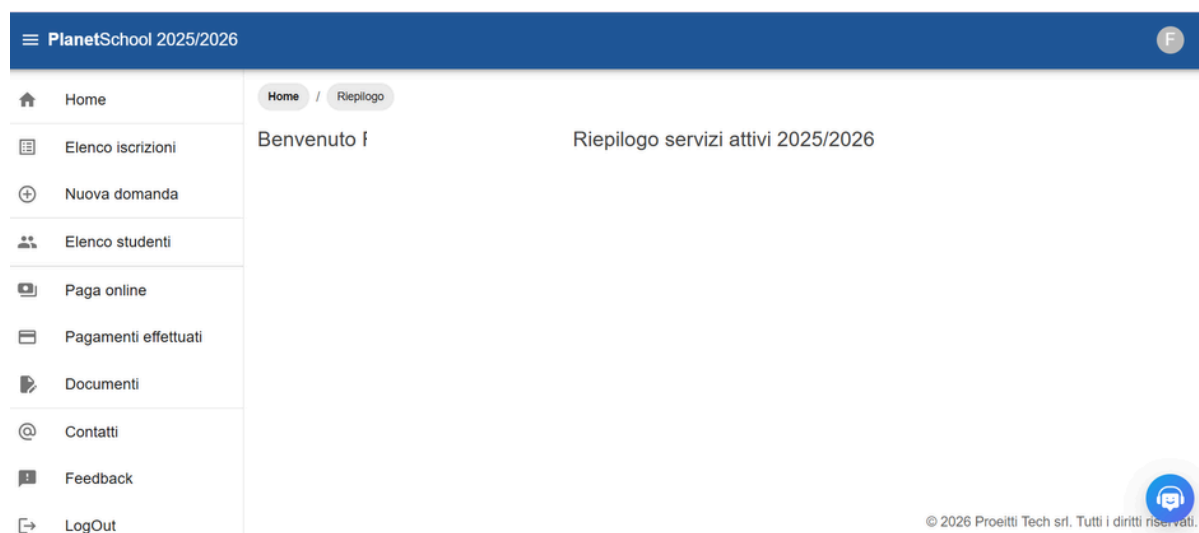 PlanetSchool 2025/2026
F
Home
Elenco iscrizioni
Nuova domanda
Elenco studenti
Paga online
Pagamenti effettuati
Documenti
Contatti
Feedback
LogOut
Home / Riepilogo
Benvenuto F
Riepilogo servizi attivi 2025/2026
© 2026 Proeitti Tech srl. Tutti i diritti riservati.